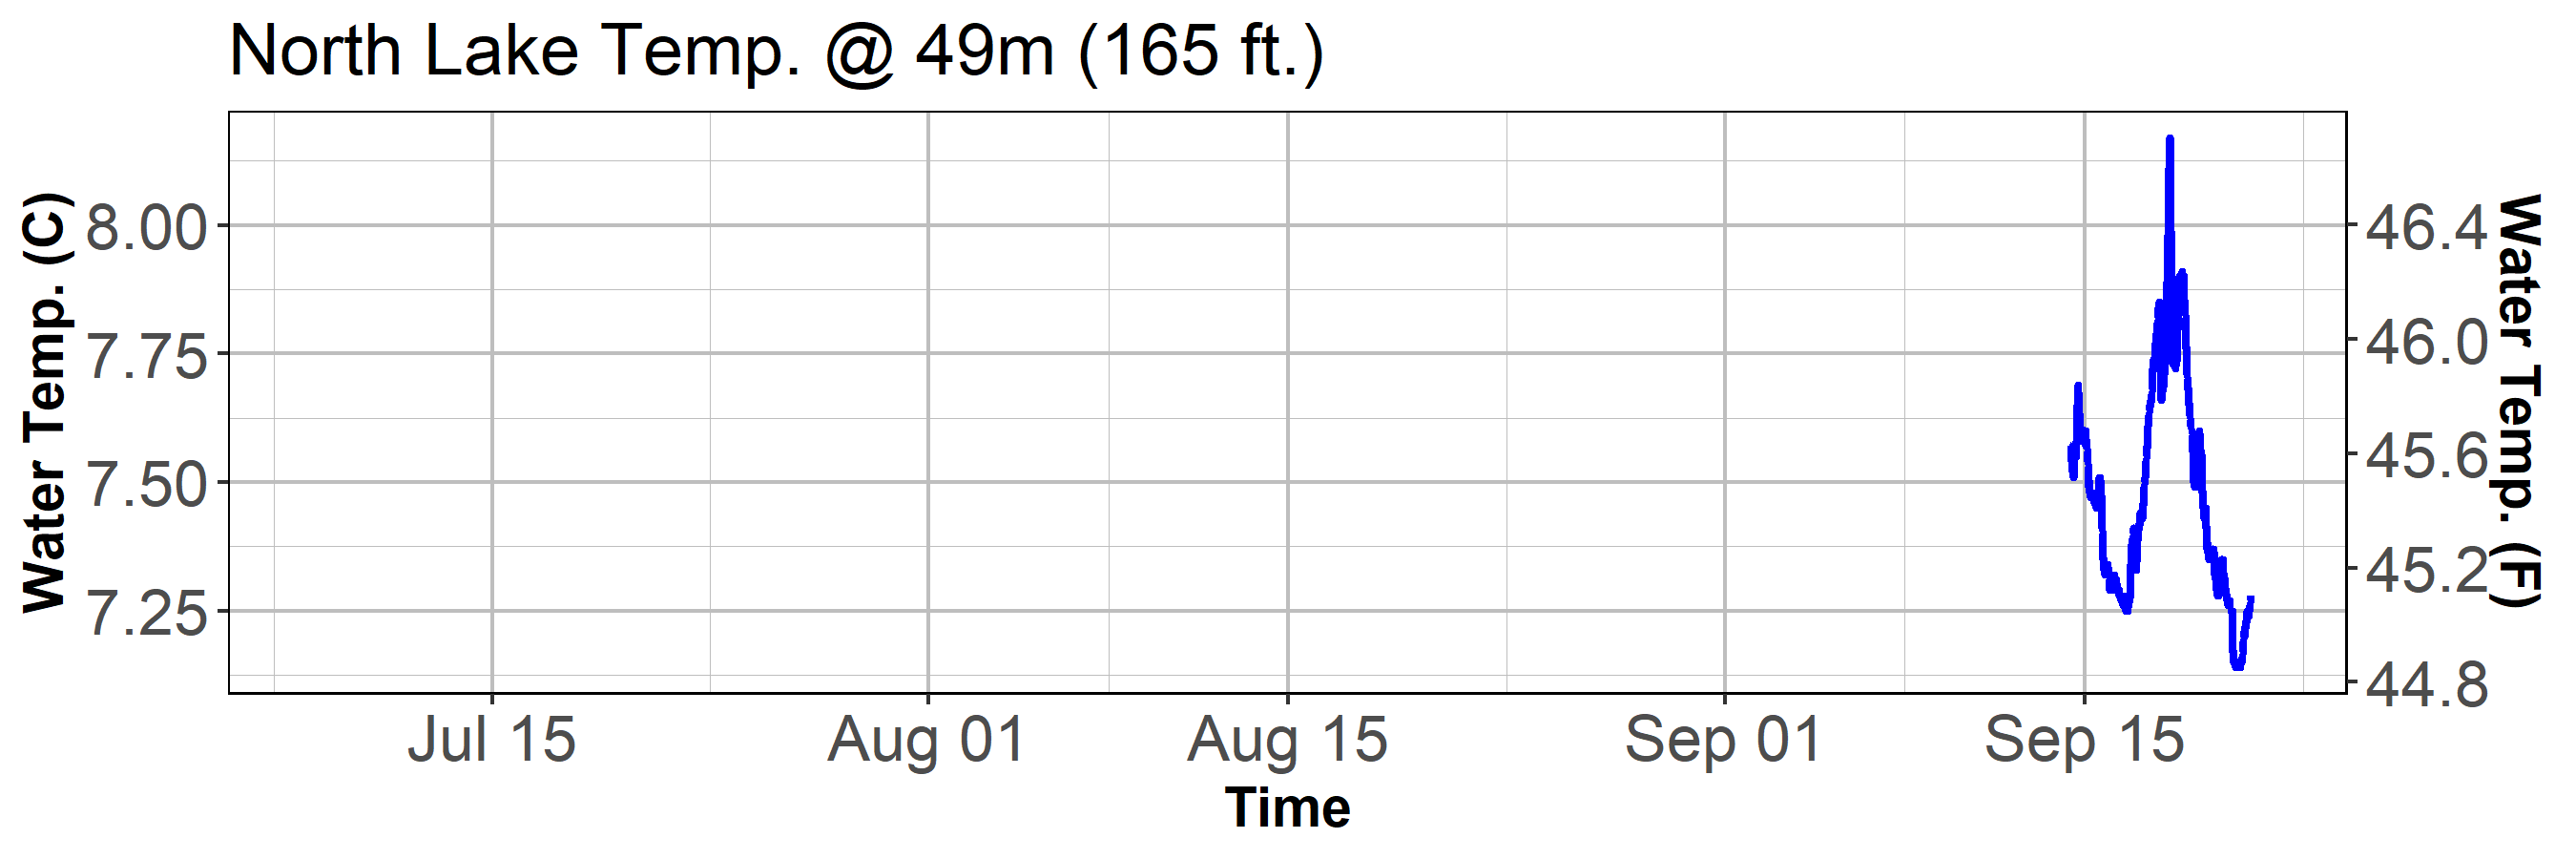 North Lake Temp. @ 49m (165 ft.)
Water Temp. (C)
8.00
7.75
7.50
7.25
46.4
46.0
45.6
45.2
44.8
Water Temp. (F)
Jul 15 Aug 01 Aug 15 Sep 01 Sep 15
Time